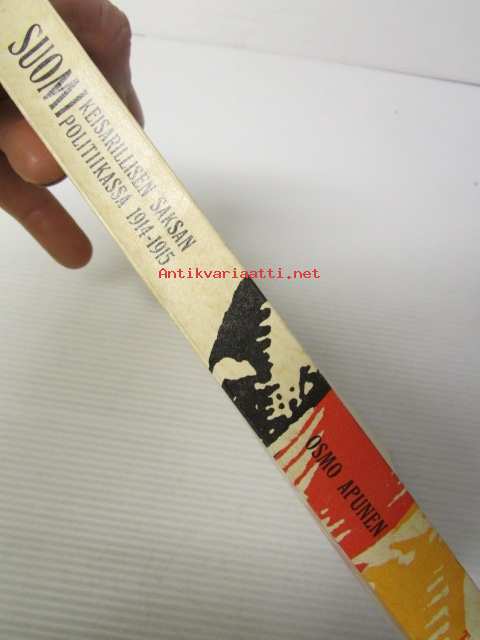 SUOMI
KEISARILLISEN SAKSAN
POLITIIKASSA 1914-1915
Antikvariaatti.net
OSMO APUNEN